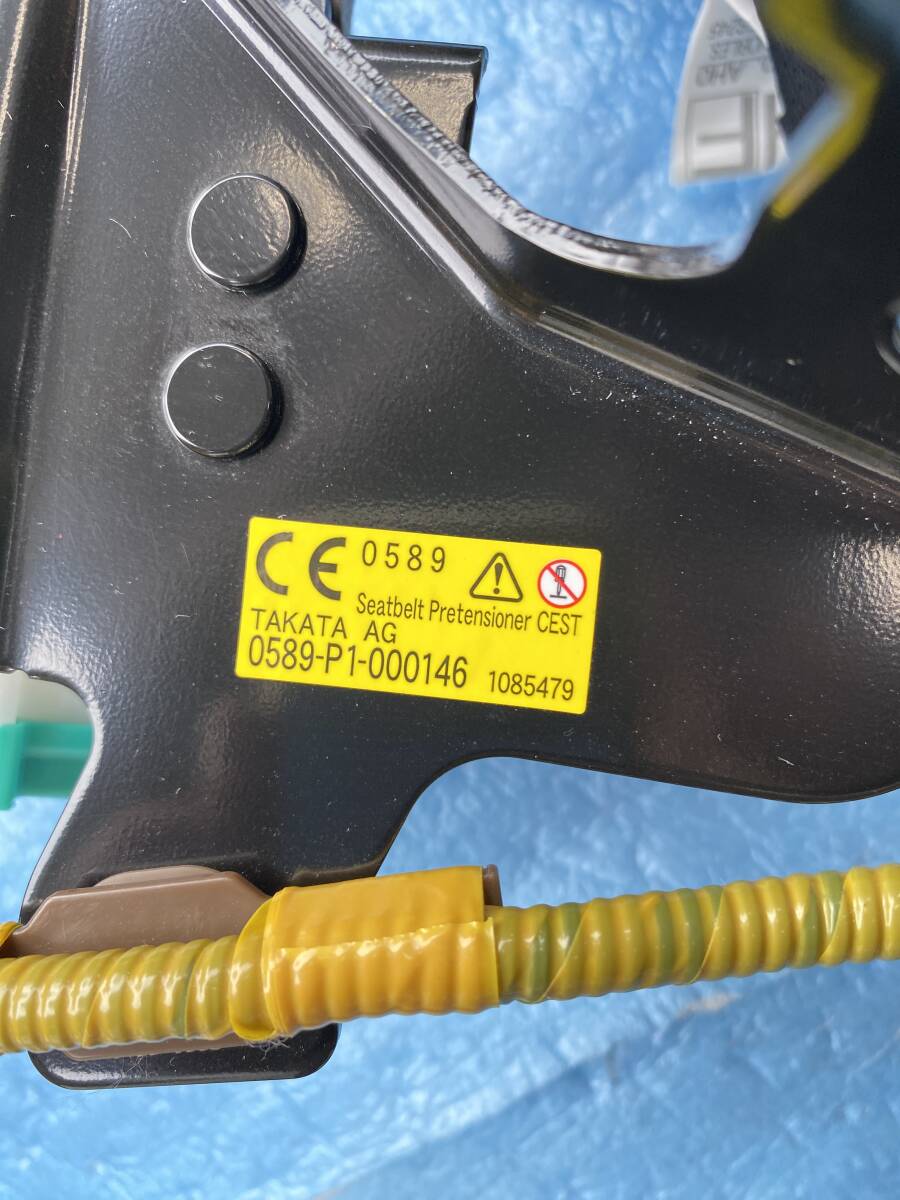 CE 0589
Seatbelt Pretensioner CEST
TAKATA AG
0589-P1-000146 1085479